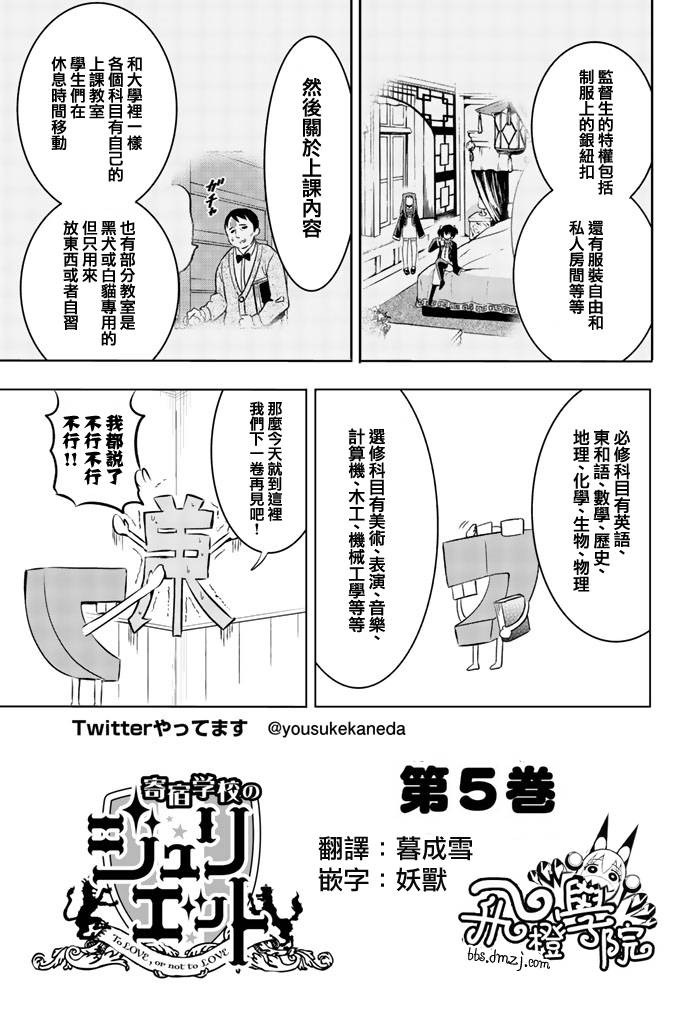 監督生的特權包括
制服上的銀紐扣
還有服裝自由和
私人房間等等
然後關於上課內容
ガチャ
和大學裡一樣
各個科目有自己的
上課教室
學生們在
休息時間移動
也有部分教室是
黑犬或白貓專用的
但只用來
放東西或者自習
必修科目有英語、
東和語、數學、歷史、
地理、化學、生物、物理
選修科目有美術、表演、音樂、
計算機、木工、機械工學等等
那麼今天就到這裡
我們下一卷再見吧！
我都說了
不行不行
不行!!
東
Twitterやってます @yousukekaneda
寄宿学校の
ジュリエット
To LOVE, or not to LOVE
第5巻
翻譯：暮成雪
嵌字：妖獸
風橙學院
bbs.dmzj.com